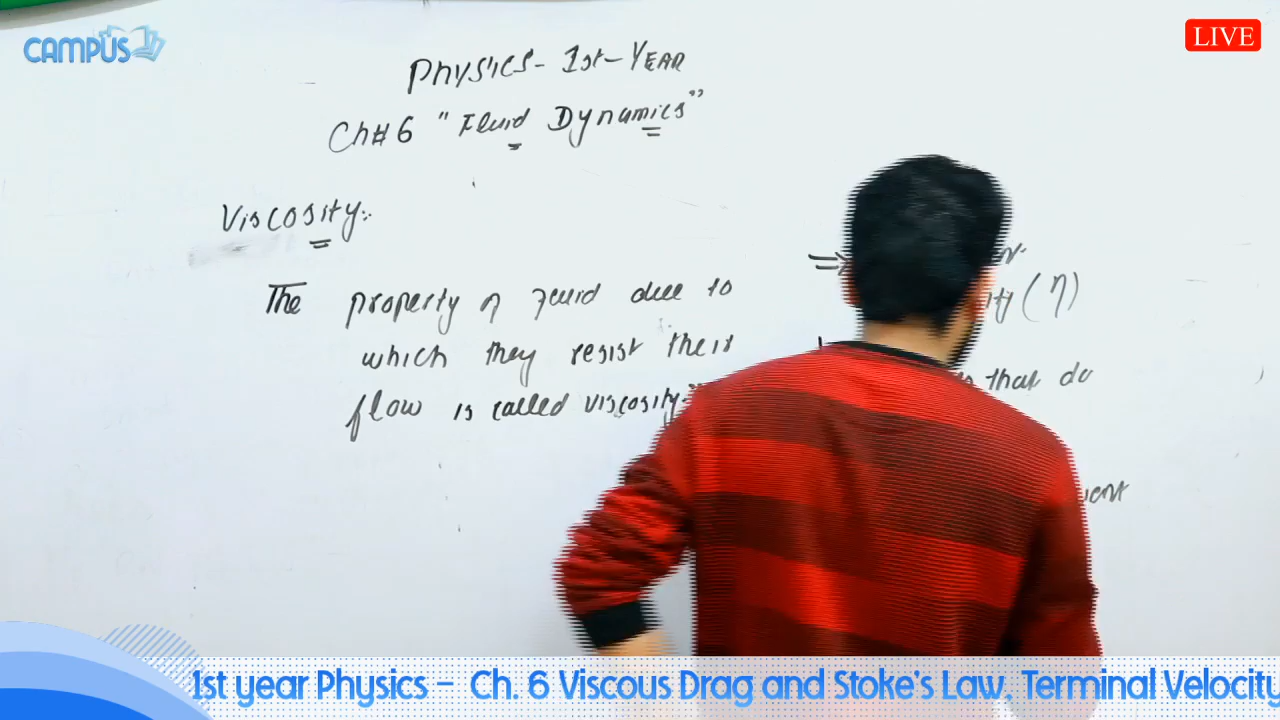 CAMPUS
LIVE
Physics - 1st - YEAR
Ch# 6 "Fluid Dynamics"
Viscosity:
The property of Fluid due to
which they resist their
flow is called viscosity."
⇒
(η)
that do
1st year Physics - Ch. 6 Viscous Drag and Stoke's Law, Terminal Velocity